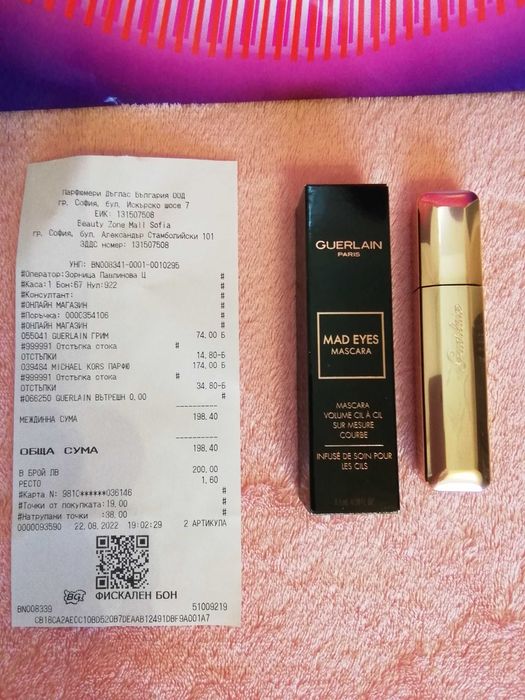 Парфюмери Дъглас България ООД
гр. София, бул. Искърско шосе 7
ЕИК: 131507508
Beauty Zone Mall Sofia
гр. София, бул. Александър Стамболийски 101
ЗДДС номер: 131507508
УНП: BN008341-0001-0010295
#Оператор:Зорница Павлинова Ц #
#Каса:1 Бон:67 Нул:922 #
#Консултант: #
#ОНЛАЙН МАГАЗИН #
#Поръчка: 0000354106 #
#ОНЛАЙН МАГАЗИН #
055041 GUERLAIN ГРИМ 74.00 Б
#999991 Отстъпка стока #
ОТСТЪПКИ 14.80-Б
039484 MICHAEL KORS ПАРФЮ 174.00 Б
#999991 Отстъпка стока #
ОТСТЪПКИ 34.80-Б
#066250 GUERLAIN ВЪТРЕШН 0.00 #
МЕЖДИННА СУМА 198.40
ОБЩА СУМА 198.40
В БРОЙ ЛВ 200.00
РЕСТО 1.60
#Карта N: 981C******036146 #
#Точки от покупката:19.00 #
#Натрупани точки :38.00 #
0000093590 22.08.2022 19:02:29 2 АРТИКУЛА
BG
ФИСКАЛЕН БОН
BN008339 51009219
CB18CA2AECC10BD520B7DEAAB12491DBF9A001A7
GUERLAIN
PARIS
MAD EYES
MASCARA
MASCARA
VOLUME CIL À CIL
SUR MESURE
COURBE
INFUSÉ DE SOIN POUR
LES CILS
Guerlain